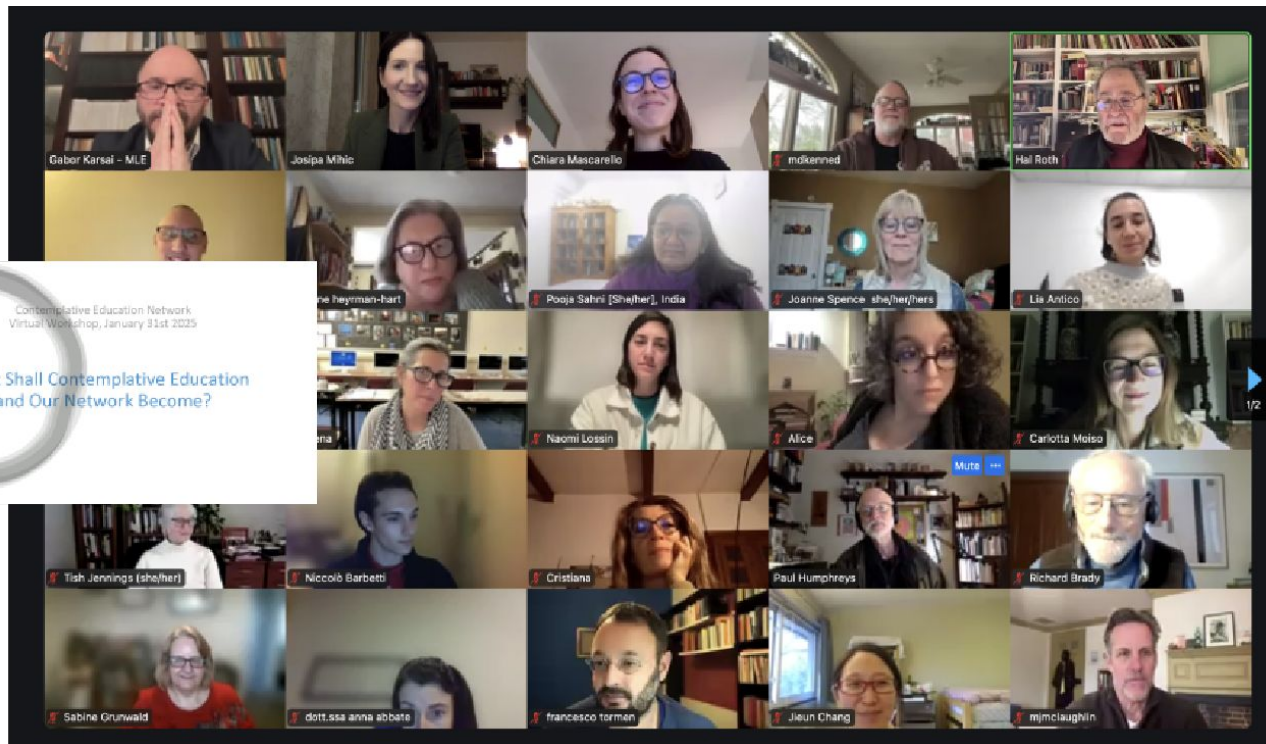 Gabor Karsai - MLE
Josipa Mihic
Chiara Mascarello
mdkenned
Hal Roth
ne heyrman-hart
Pooja Sahni [She/her], India
Joanne Spence she/her/hers
Lia Antico
Contemplative Education Network
Virtual Workshop, January 31st 2025
Shall Contemplative Education
and Our Network Become?
ena
Naomi Lossin
Alice
Carlotta Moiso
1/2
Mute
Tish Jennings (she/her)
Niccolò Barbetti
Cristiana
Paul Humphreys
Richard Brady
Sabine Grunwald
dott.ssa anna abbate
francesco tormen
Jieun Chang
mjmclaughlin